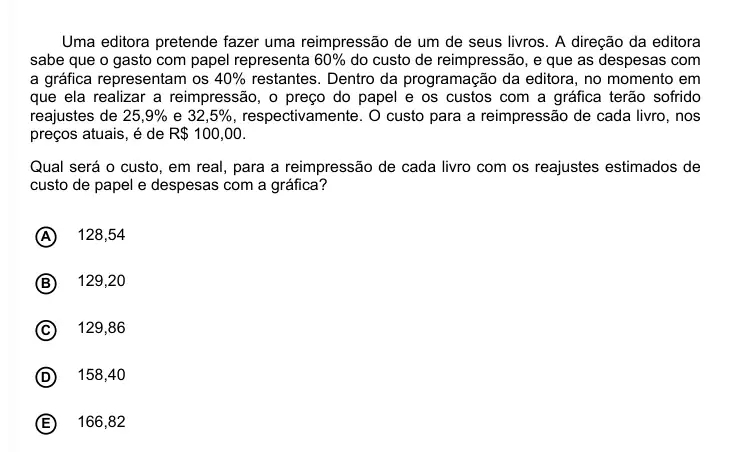 Uma editora pretende fazer uma reimpressão de um de seus livros. A direção da editora
sabe que o gasto com papel representa 60% do custo de reimpressão, e que as despesas com
a gráfica representam os 40% restantes. Dentro da programação da editora, no momento em
que ela realizar a reimpressão, o preço do papel e os custos com a gráfica terão sofrido
reajustes de 25,9% e 32,5%, respectivamente. O custo para a reimpressão de cada livro, nos
preços atuais, é de R$ 100,00.
Qual será o custo, em real, para a reimpressão de cada livro com os reajustes estimados de
custo de papel e despesas com a gráfica?
A 128,54
B 129,20
C 129,86
D 158,40
E 166,82